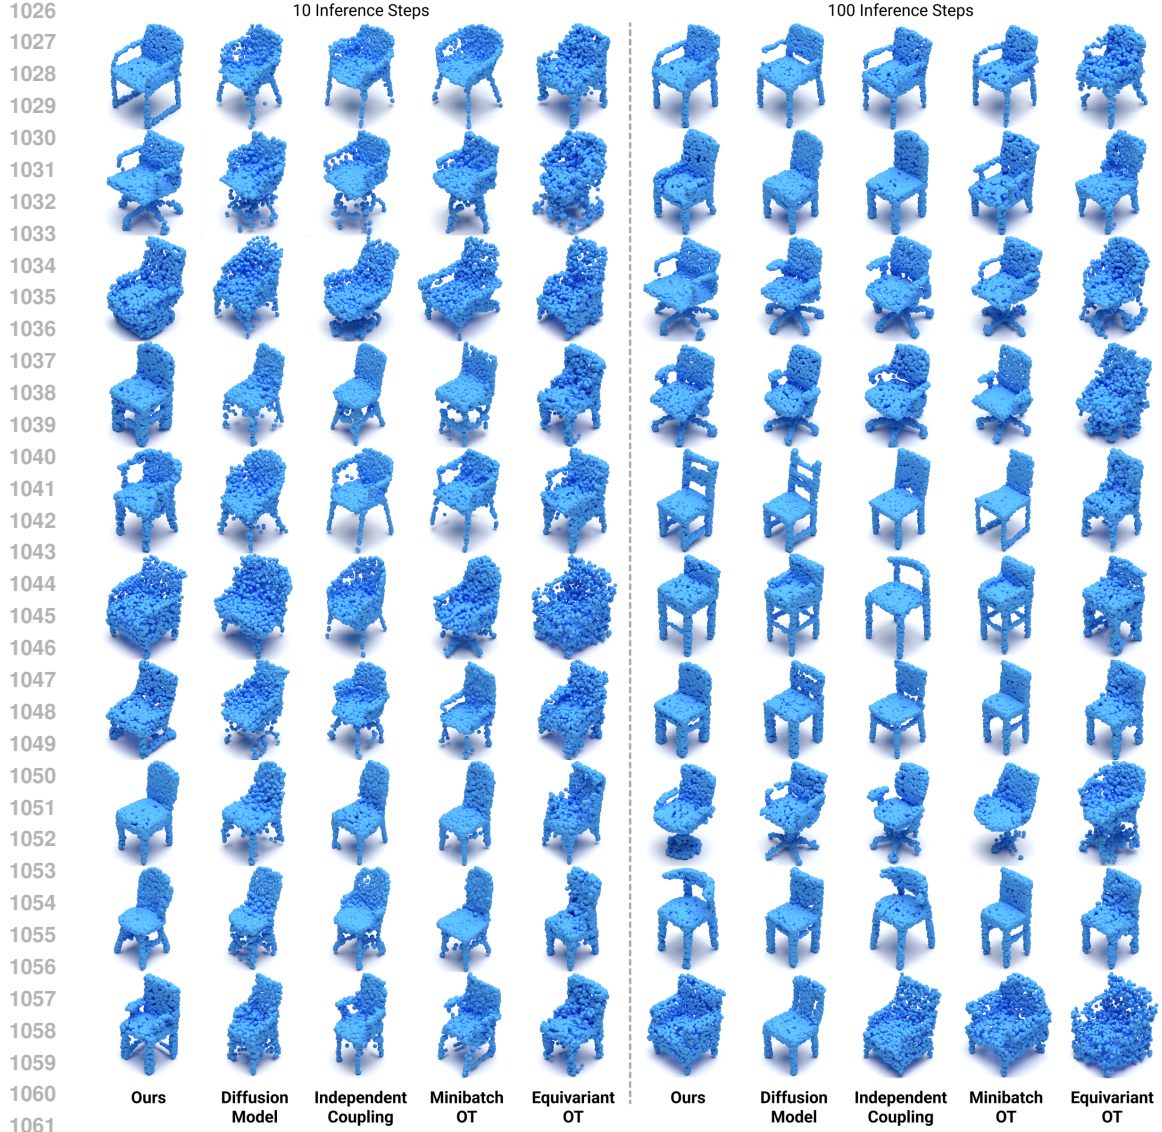 1026
10 Inference Steps
100 Inference Steps
1027
1028
1029
1030
1031
1032
1033
1034
1035
1036
1037
1038
1039
1040
1041
1042
1043
1044
1045
1046
1047
1048
1049
1050
1051
1052
1053
1054
1055
1056
1057
1058
1059
1060
1061
Ours
Diffusion
Model
Independent
Coupling
Minibatch
OT
Equivariant
OT
Ours
Diffusion
Model
Independent
Coupling
Minibatch
OT
Equivariant
OT